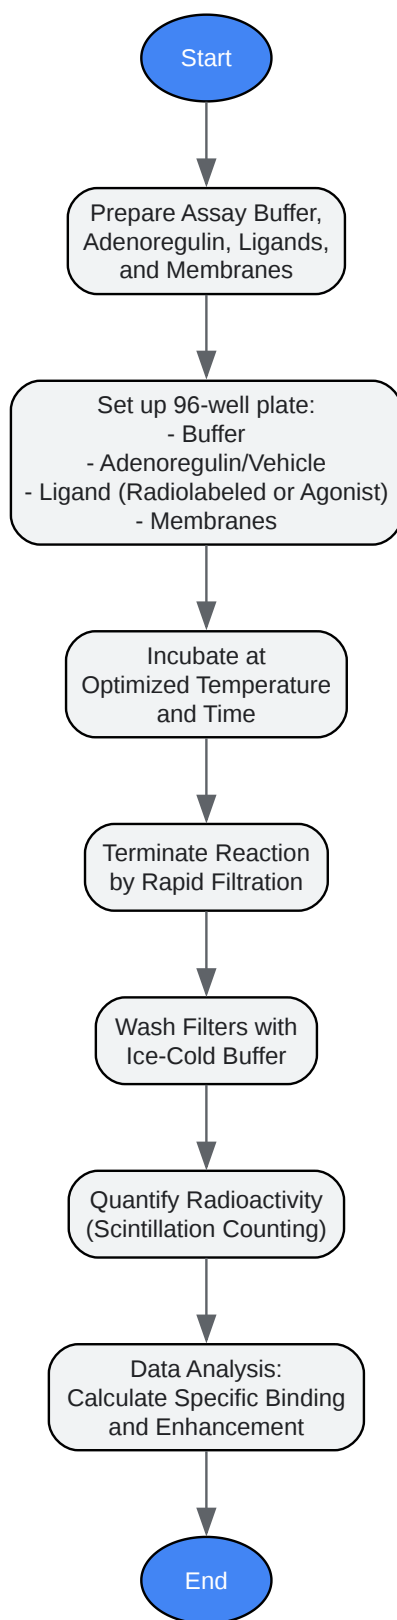 Start
Prepare Assay Buffer,
Adenoregulin, Ligands,
and Membranes
Set up 96-well plate:
- Buffer
- Adenoregulin/Vehicle
- Ligand (Radiolabeled or Agonist)
- Membranes
Incubate at
Optimized Temperature
and Time
Terminate Reaction
by Rapid Filtration
Wash Filters with
Ice-Cold Buffer
Quantify Radioactivity
(Scintillation Counting)
Data Analysis:
Calculate Specific Binding
and Enhancement
End